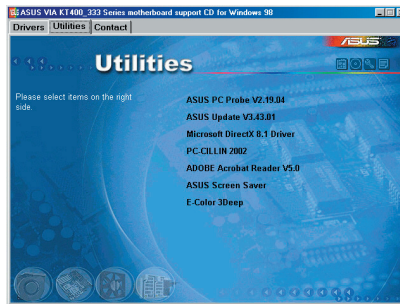 ASUS VIA KT400_333 Series motherboard support CD for Windows 98
Drivers Utilities Contact
ASUS
Utilities
Please select items on the right
side.
ASUS PC Probe V2.19.04
ASUS Update V3.43.01
Microsoft DirectX 8.1 Driver
PC-CILLIN 2002
ADOBE Acrobat Reader V5.0
ASUS Screen Saver
E-Color 3Deep